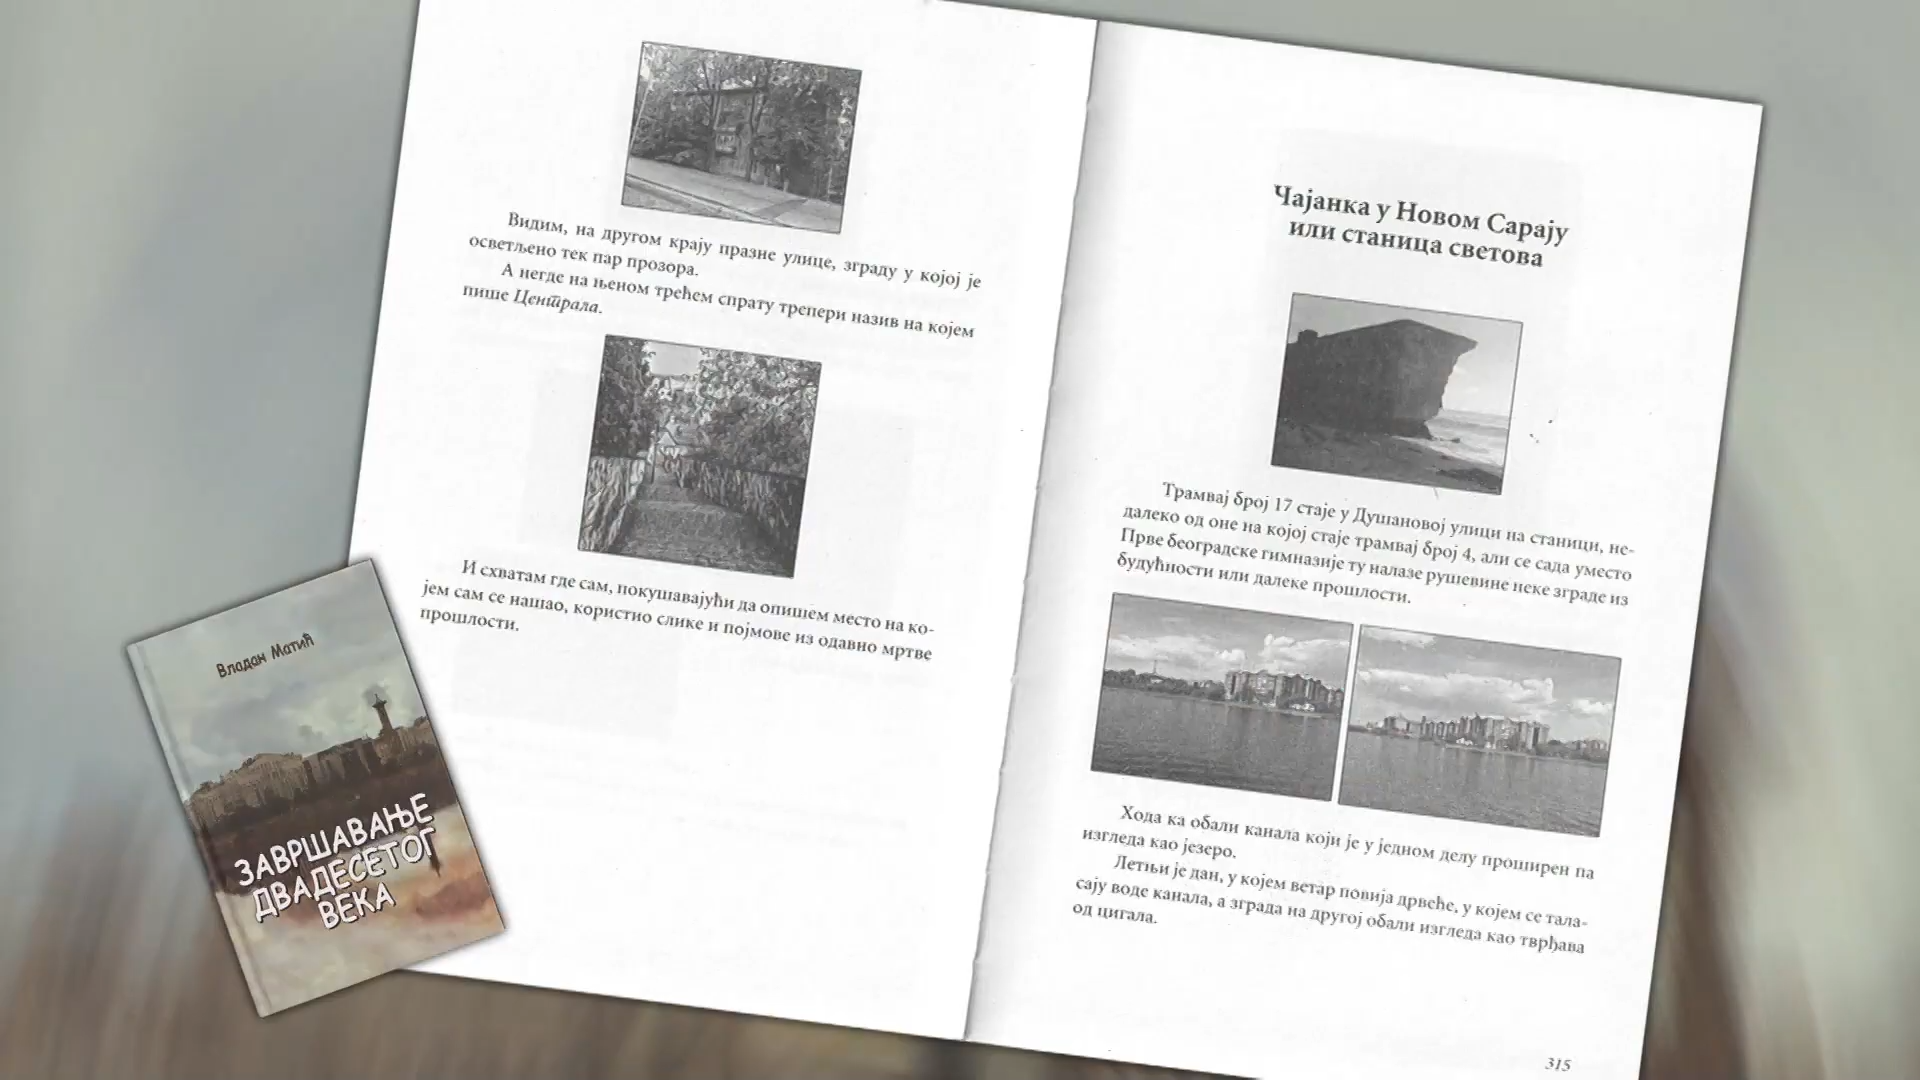 Видим, на другом крају празне улице, зграду у којој је
осветљено тек пар прозора.
А негде на њеном трећем спрату трепери назив на којем
пише Централа.
И схватам где сам, покушавајући да опишем место на ко-
јем сам се нашао, користио слике и појмове из одавно мртве
прошлости.
Чајанка у Новом Сарају
или станица светова
Трамвај број 17 стаје у Душановој улици на станици, не-
далеко од оне на којој стаје трамвај број 4, али се сада уместо
Прве београдске гимназије ту налазе рушевине неке зграде из
будућности или далеке прошлости.
Хода ка обали канала који је у једном делу проширен па
изгледа као језеро.
Летњи је дан, у којем ветар повија дрвеће, у којем се тала-
сају воде канала, а зграда на другој обали изгледа као тврђава
од цигала.
315
Владан Матић
ЗАВРШАВАЊЕ
ДВАДЕСЕТОГ
ВЕКА